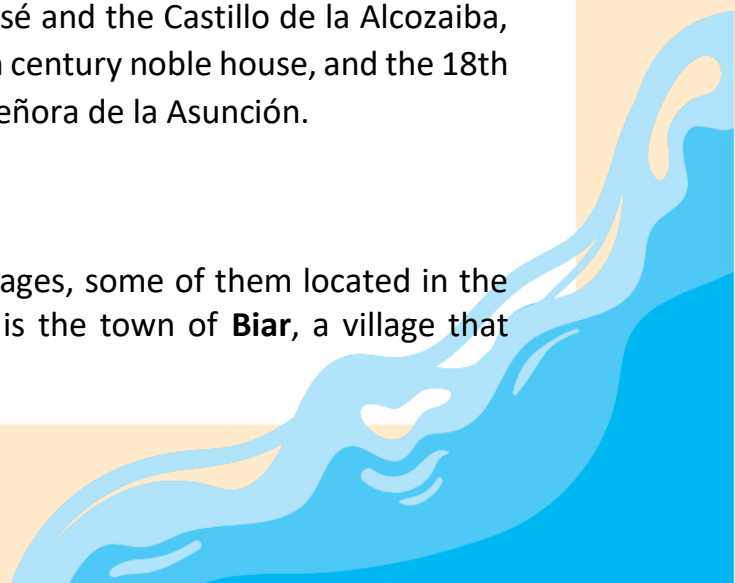 sé and the Castillo de la Alcozaiba,
century noble house, and the 18th
eñora de la Asunción.
ages, some of them located in the
is the town of Biar, a village that